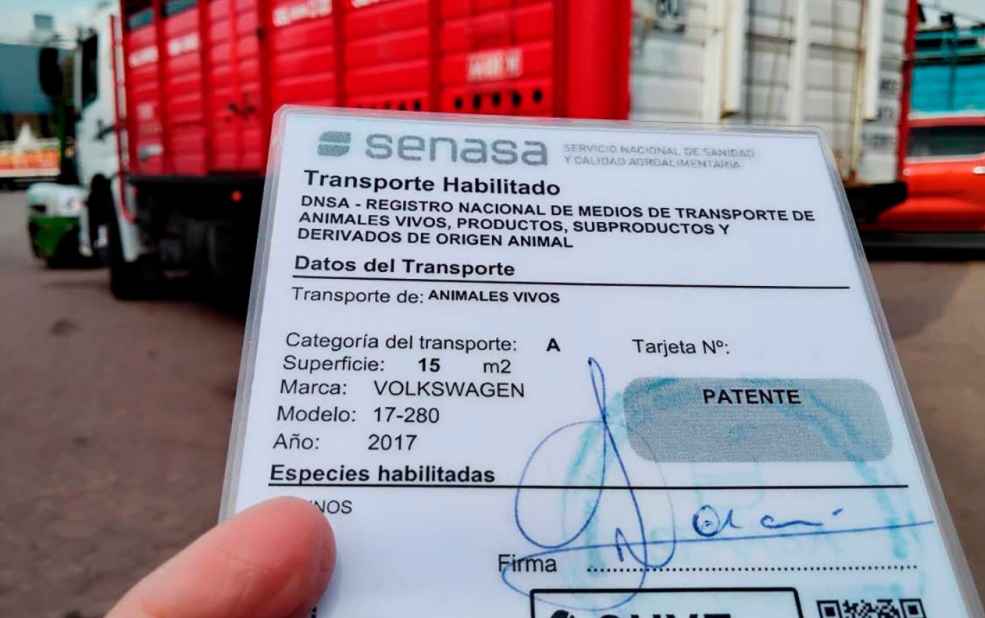 senasa
SERVICIO NACIONAL DE SANIDAD
Y CALIDAD AGROALIMENTARIA
Transporte Habilitado
DNSA - REGISTRO NACIONAL DE MEDIOS DE TRANSPORTE DE
ANIMALES VIVOS, PRODUCTOS, SUBPRODUCTOS Y
DERIVADOS DE ORIGEN ANIMAL
Datos del Transporte
Transporte de: ANIMALES VIVOS
Categoría del transporte: A
Tarjeta Nº:
Superficie: 15 m2
Marca: VOLKSWAGEN
PATENTE
Modelo: 17-280
Año: 2017
Especies habilitadas
Firma